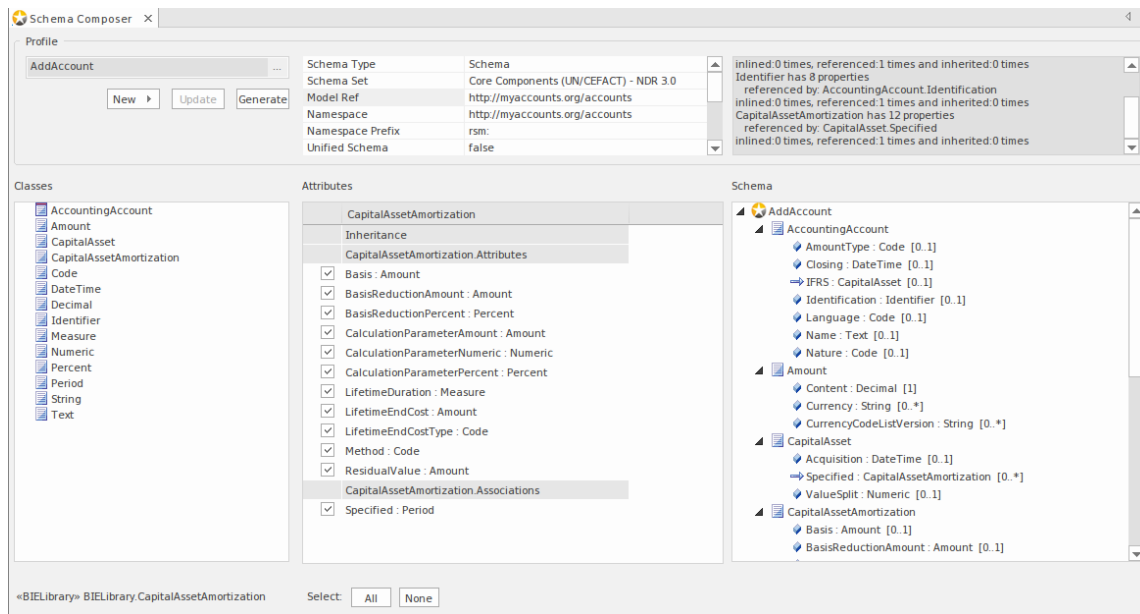 Schema Composer
Profile
AddAccount
...
New
Update
Generate
Schema Type Schema
Schema Set Core Components (UN/CEFACT) - NDR 3.0
Model Ref http://myaccounts.org/accounts
Namespace http://myaccounts.org/accounts
Namespace Prefix rsm:
Unified Schema false
inlined:0 times, referenced:1 times and inherited:0 times
Identifier has 8 properties
referenced by: AccountingAccount.Identification
inlined:0 times, referenced:1 times and inherited:0 times
CapitalAssetAmortization has 12 properties
referenced by: CapitalAsset.Specified
inlined:0 times, referenced:1 times and inherited:0 times
Classes
AccountingAccount
Amount
CapitalAsset
CapitalAssetAmortization
Code
DateTime
Decimal
Identifier
Measure
Numeric
Percent
Period
String
Text
Attributes
CapitalAssetAmortization
Inheritance
CapitalAssetAmortization.Attributes
Basis : Amount
BasisReductionAmount : Amount
BasisReductionPercent : Percent
CalculationParameterAmount : Amount
CalculationParameterNumeric : Numeric
CalculationParameterPercent : Percent
LifetimeDuration : Measure
LifetimeEndCost : Amount
LifetimeEndCostType : Code
Method : Code
ResidualValue : Amount
CapitalAssetAmortization.Associations
Specified : Period
Schema
AddAccount
AccountingAccount
AmountType : Code [0..1]
Closing : DateTime [0..1]
IFRS : CapitalAsset [0..1]
Identification : Identifier [0..1]
Language : Code [0..1]
Name : Text [0..1]
Nature : Code [0..1]
Amount
Content : Decimal [1]
Currency : String [0..*]
CurrencyCodeListVersion : String [0..*]
CapitalAsset
Acquisition : DateTime [0..1]
Specified : CapitalAssetAmortization [0..*]
ValueSplit : Numeric [0..1]
CapitalAssetAmortization
Basis : Amount [0..1]
BasisReductionAmount : Amount [0..1]
«BIELibrary» BIELibrary.CapitalAssetAmortization
Select: All None